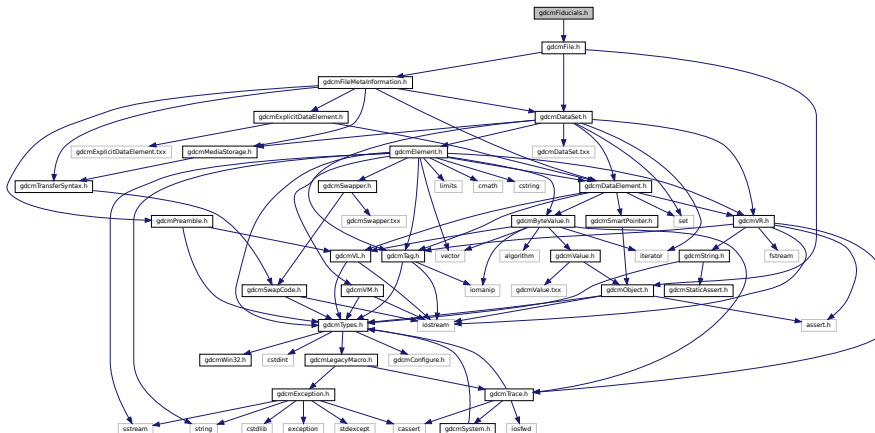 gdcmFiducials.h
gdcmFile.h
gdcmFileMetaInformation.h
gdcmExplicitDataElement.h
gdcmDataSet.h
gdcmExplicitDataElement.txx
gdcmMediaStorage.h
gdcmElement.h
gdcmDataSet.txx
gdcmTransferSyntax.h
gdcmSwapper.h
limits
cmath
cstring
gdcmDataElement.h
gdcmPreamble.h
gdcmSwapper.txx
gdcmByteValue.h
gdcmSmartPointer.h
set
gdcmVR.h
gdcmVL.h
gdcmTag.h
vector
algorithm
gdcmValue.h
iterator
gdcmString.h
fstream
gdcmSwapCode.h
gdcmVM.h
iomanip
gdcmValue.txx
gdcmObject.h
gdcmStaticAssert.h
gdcmTypes.h
iostream
assert.h
gdcmWin32.h
cstdint
gdcmLegacyMacro.h
gdcmConfigure.h
gdcmException.h
gdcmTrace.h
sstream
string
cstdlib
exception
stdexcept
cassert
gdcmSystem.h
iosfwd